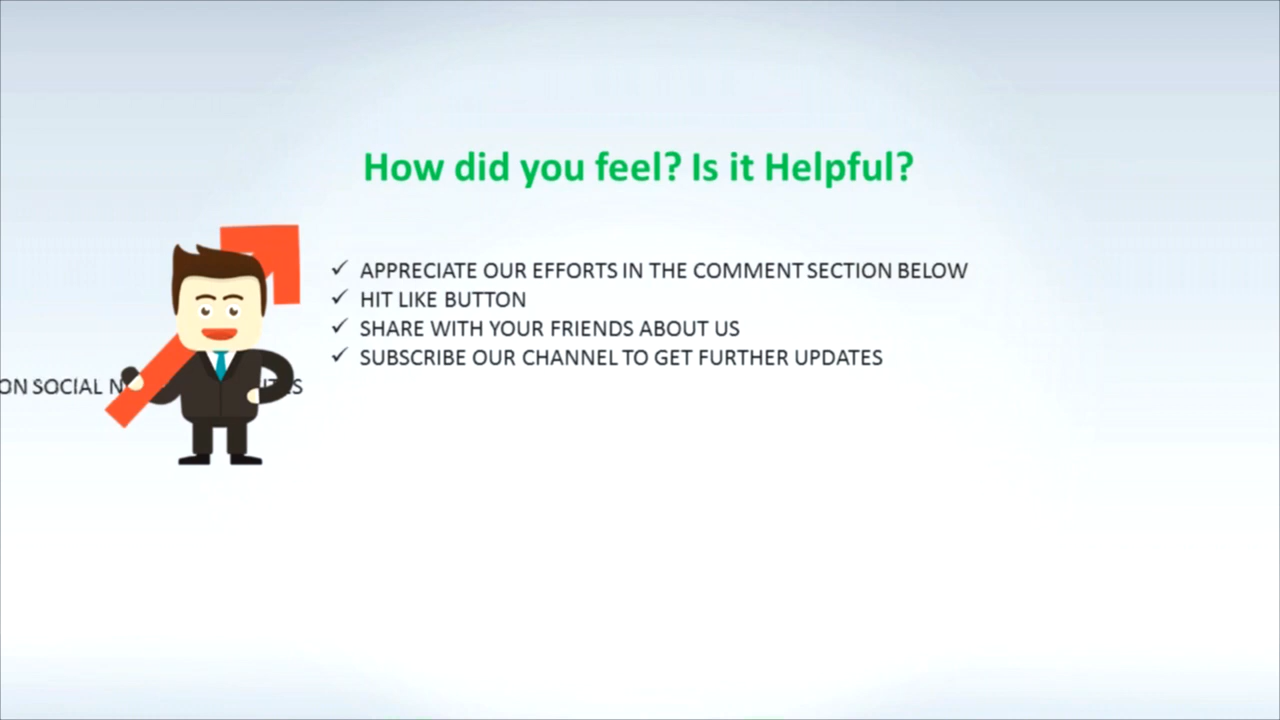 How did you feel? Is it Helpful?
✓ APPRECIATE OUR EFFORTS IN THE COMMENT SECTION BELOW
✓ HIT LIKE BUTTON
✓ SHARE WITH YOUR FRIENDS ABOUT US
✓ SUBSCRIBE OUR CHANNEL TO GET FURTHER UPDATES
ON SOCIAL